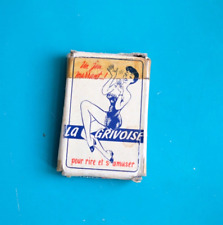 Un jeu
marrant..!
LA GRIVOISE
pour rire et s'amuser